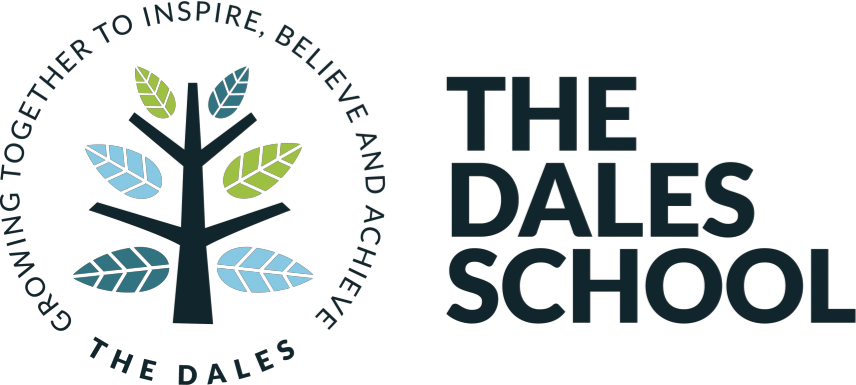 GROWING TOGETHER TO INSPIRE, BELIEVE AND ACHIEVE
THE DALES
THE
DALES
SCHOOL